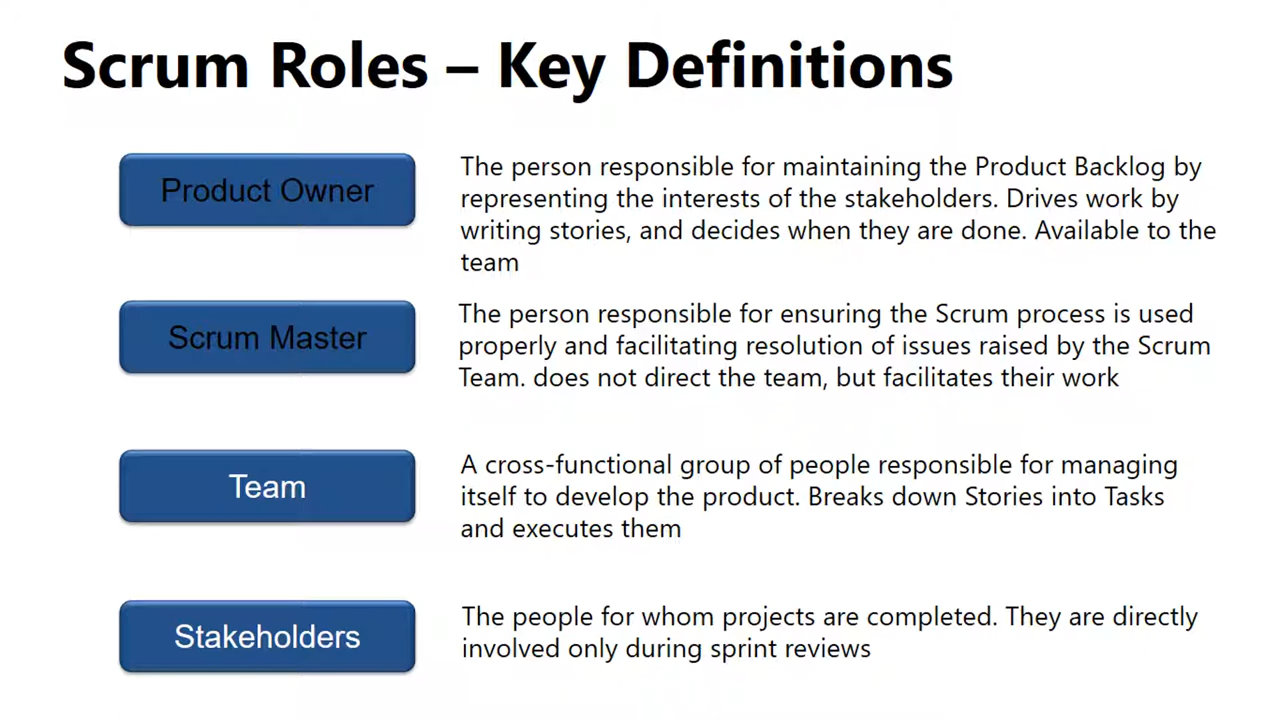 Scrum Roles – Key Definitions
Product Owner
The person responsible for maintaining the Product Backlog by
representing the interests of the stakeholders. Drives work by
writing stories, and decides when they are done. Available to the
team
Scrum Master
The person responsible for ensuring the Scrum process is used
properly and facilitating resolution of issues raised by the Scrum
Team. does not direct the team, but facilitates their work
Team
A cross-functional group of people responsible for managing
itself to develop the product. Breaks down Stories into Tasks
and executes them
Stakeholders
The people for whom projects are completed. They are directly
involved only during sprint reviews